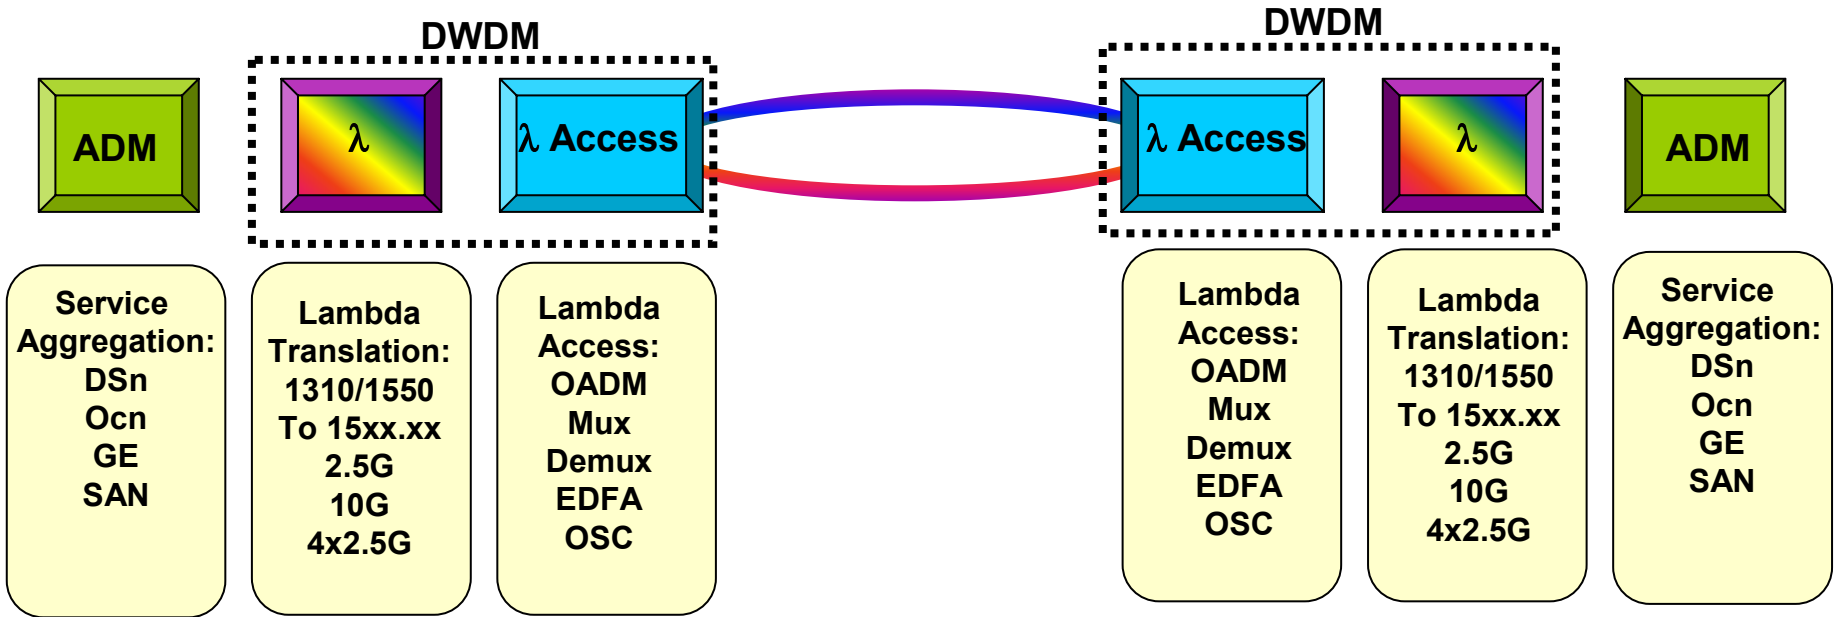 DWDM
DWDM
ADM
λ
λ Access
λ Access
λ
ADM
Service
Aggregation:
DSn
Ocn
GE
SAN
Lambda
Translation:
1310/1550
To 15xx.xx
2.5G
10G
4x2.5G
Lambda
Access:
OADM
Mux
Demux
EDFA
OSC
Lambda
Access:
OADM
Mux
Demux
EDFA
OSC
Lambda
Translation:
1310/1550
To 15xx.xx
2.5G
10G
4x2.5G
Service
Aggregation:
DSn
Ocn
GE
SAN